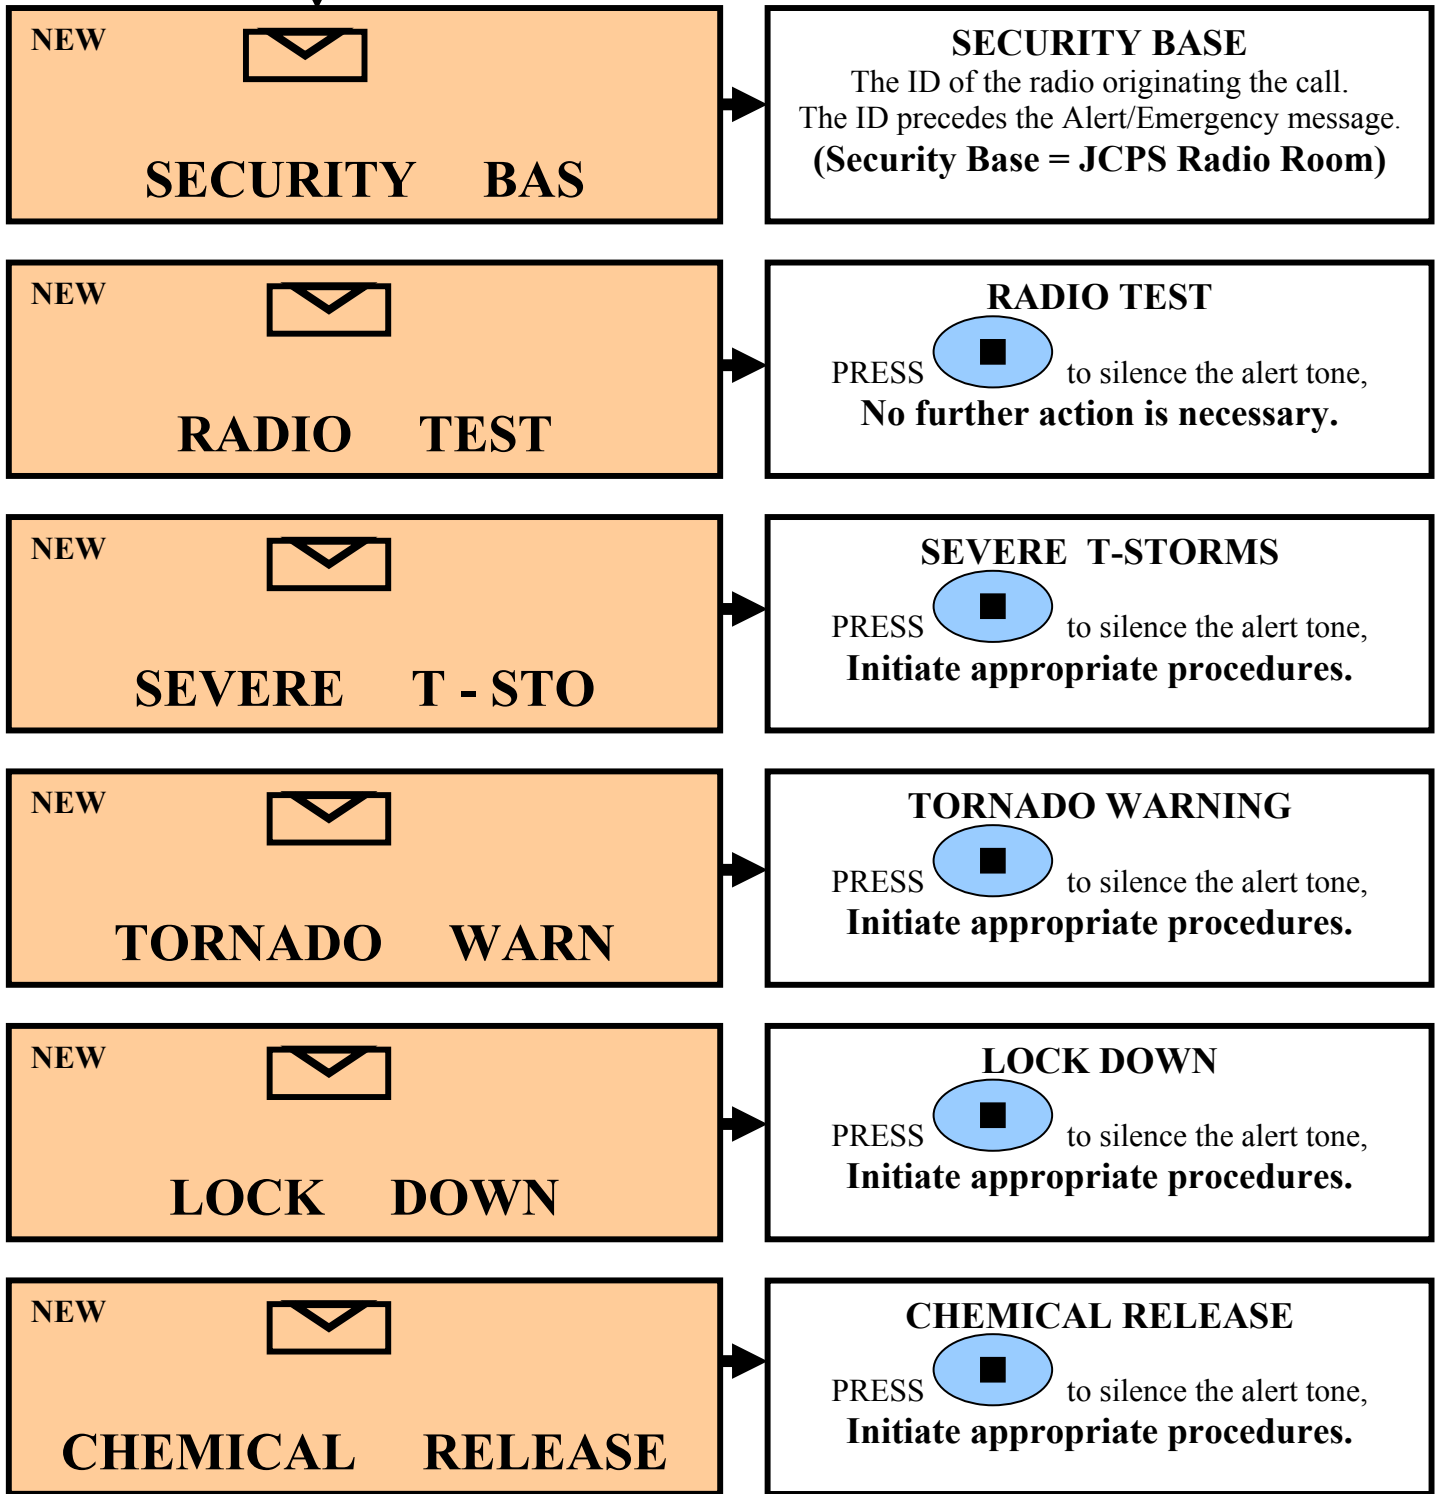 NEW
SECURITY BAS
SECURITY BASE
The ID of the radio originating the call.
The ID precedes the Alert/Emergency message.
(Security Base = JCPS Radio Room)
NEW
RADIO TEST
RADIO TEST
PRESS to silence the alert tone,
No further action is necessary.
NEW
SEVERE T - STO
SEVERE T-STORMS
PRESS to silence the alert tone,
Initiate appropriate procedures.
NEW
TORNADO WARN
TORNADO WARNING
PRESS to silence the alert tone,
Initiate appropriate procedures.
NEW
LOCK DOWN
LOCK DOWN
PRESS to silence the alert tone,
Initiate appropriate procedures.
NEW
CHEMICAL RELEASE
CHEMICAL RELEASE
PRESS to silence the alert tone,
Initiate appropriate procedures.